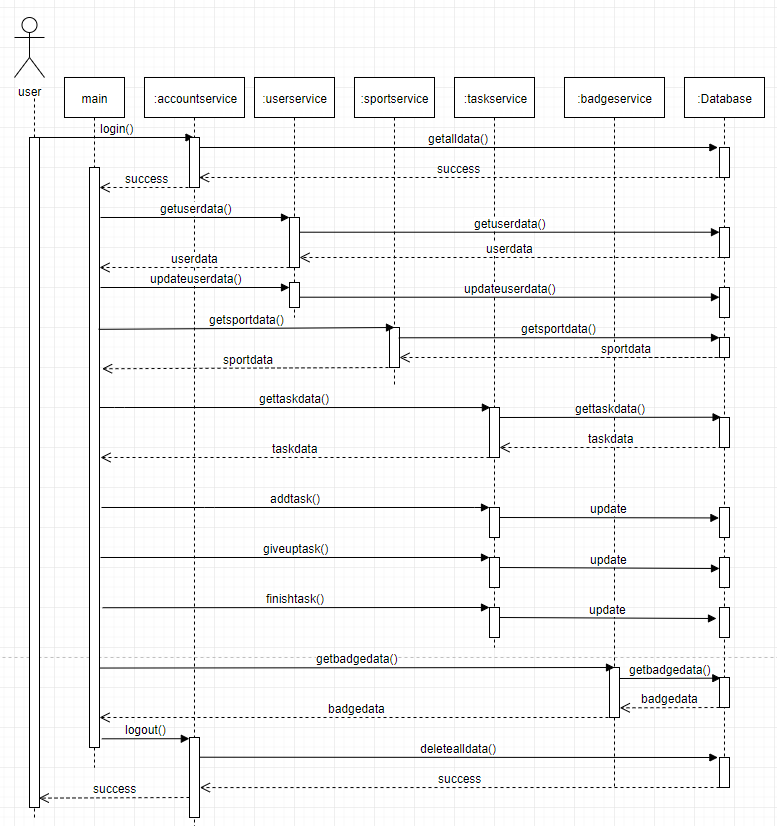 user
main
:accountservice
:userservice
:sportservice
:taskservice
:badgeservice
:Database
login()
getalldata()
success
success
getuserdata()
getuserdata()
userdata
userdata
updateuserdata()
updateuserdata()
getsportdata()
getsportdata()
sportdata
sportdata
gettaskdata()
gettaskdata()
taskdata
taskdata
addtask()
update
giveuptask()
update
finishtask()
update
getbadgedata()
getbadgedata()
badgedata
badgedata
logout()
deletealldata()
success
success